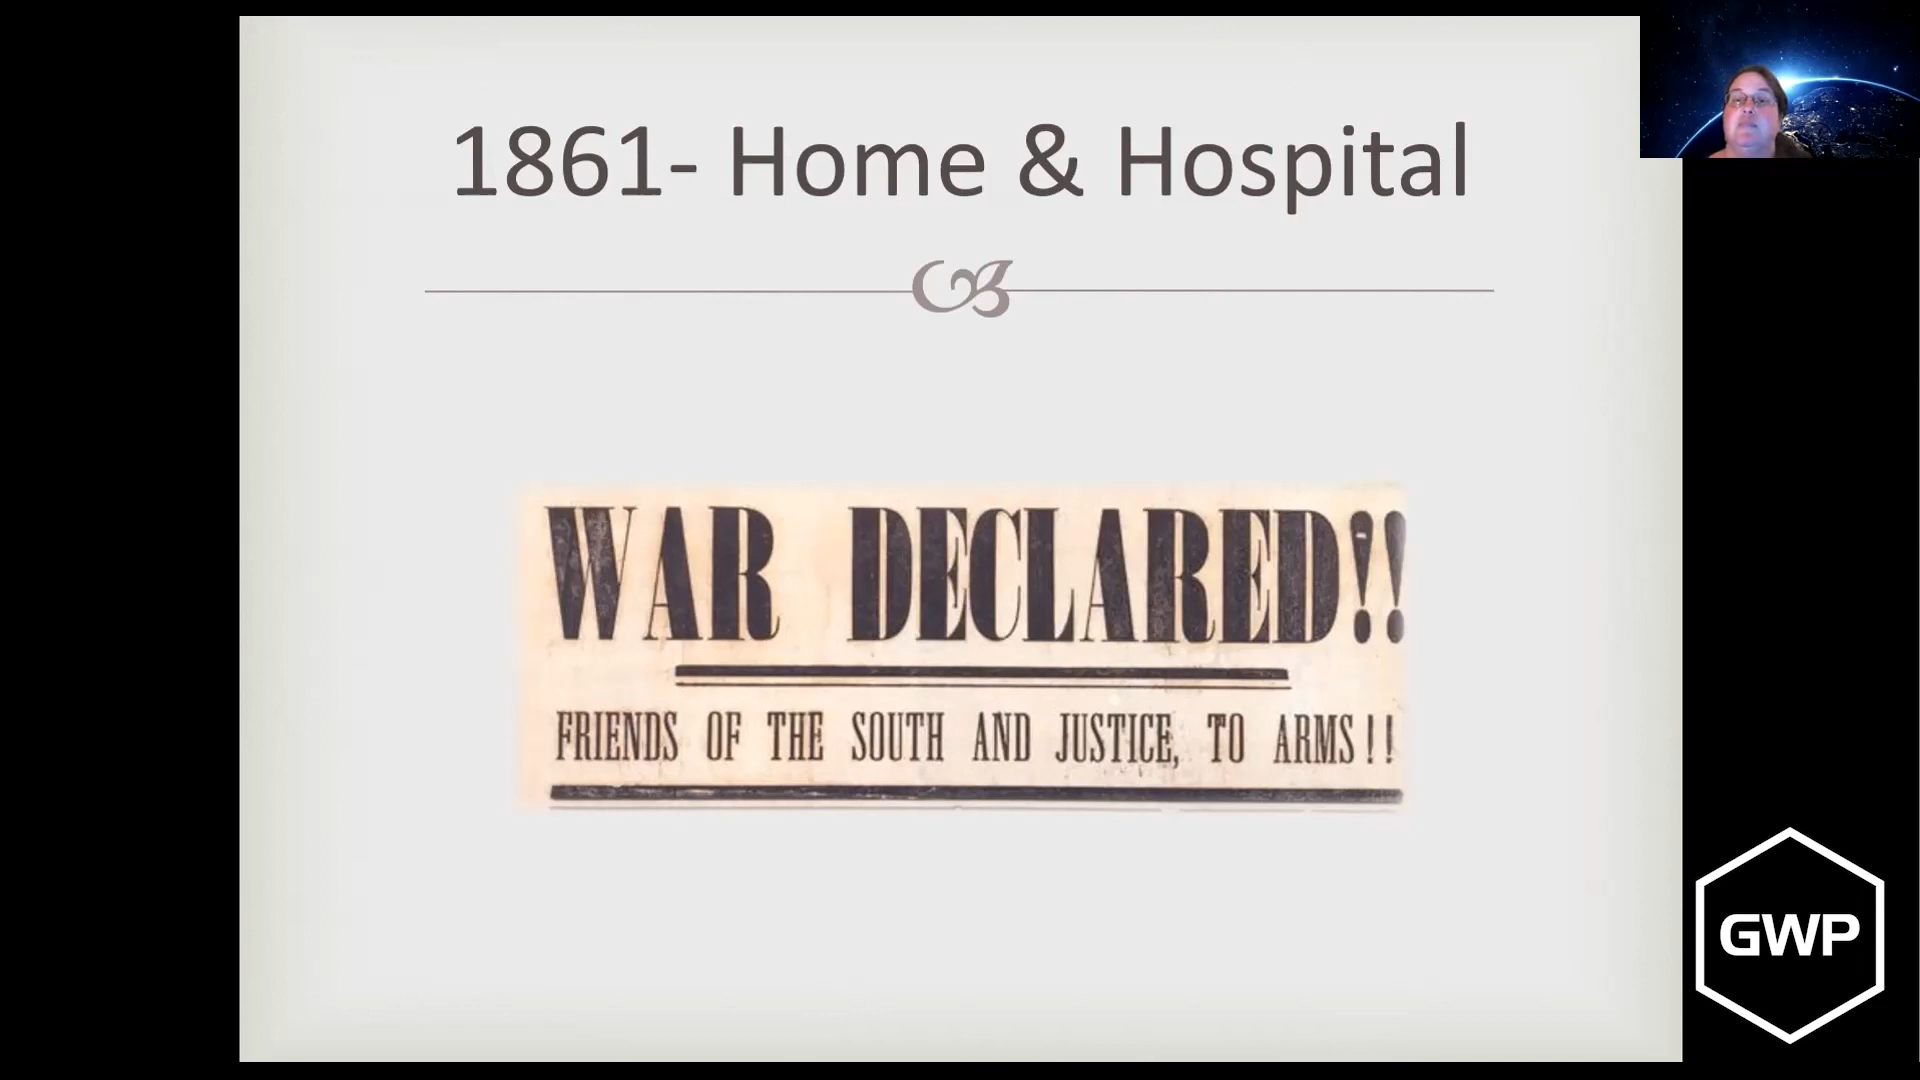 1861- Home & Hospital
WAR DECLARED!!
FRIENDS OF THE SOUTH AND JUSTICE, TO ARMS!!
GWP